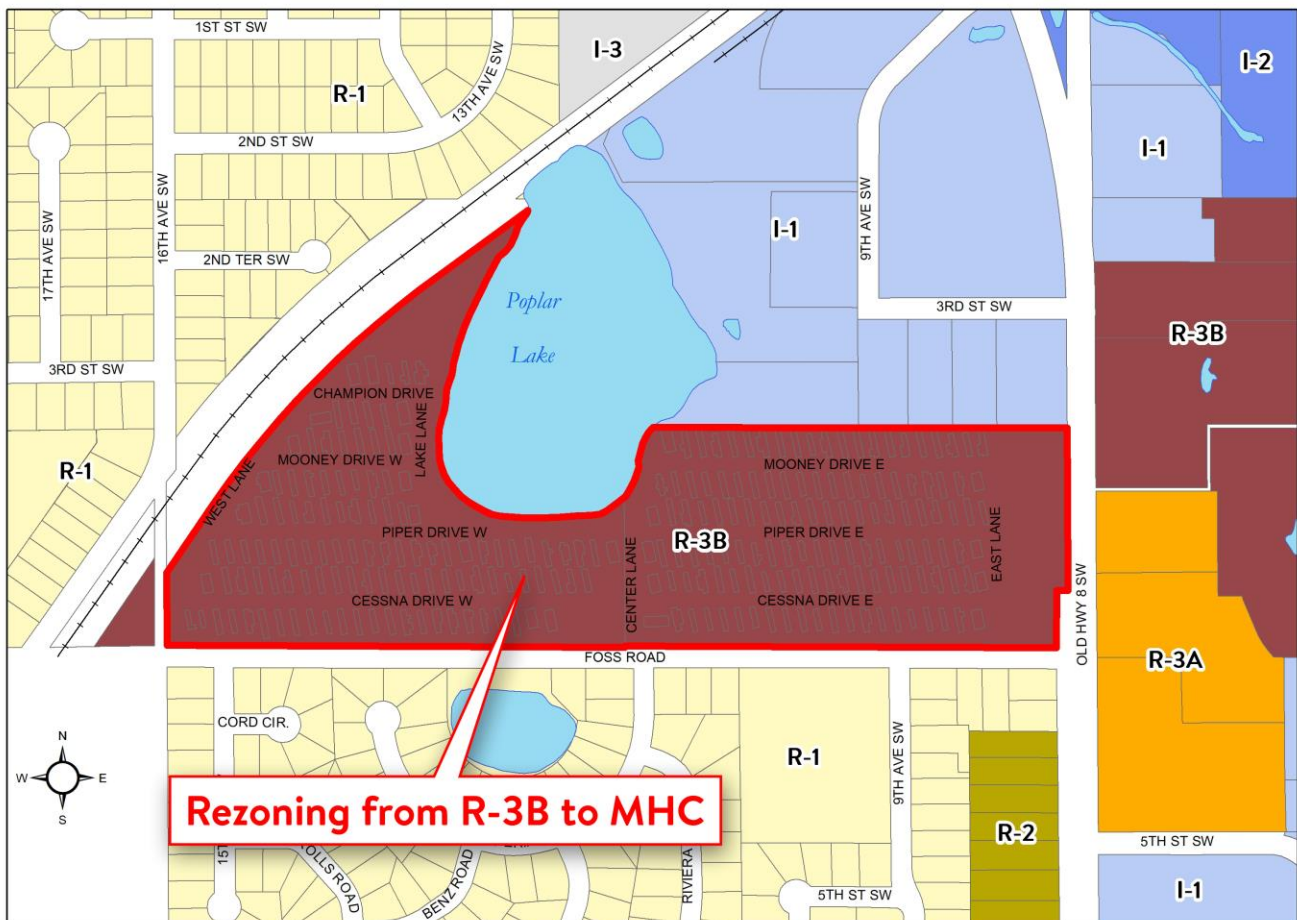 1ST ST SW
I-3
I-2
R-1
13TH AVE SW
2ND ST SW
I-1
17TH AVE SW
16TH AVE SW
I-1
9TH AVE SW
2ND TER SW
Poplar
Lake
3RD ST SW
R-3B
3RD ST SW
CHAMPION DRIVE
LAKE LANE
MOONEY DRIVE W
MOONEY DRIVE E
R-1
WEST LANE
PIPER DRIVE W
R-3B
PIPER DRIVE E
EAST LANE
CENTER LANE
CESSNA DRIVE W
CESSNA DRIVE E
OLD HWY 8 SW
FOSS ROAD
R-3A
CORD CIR.
N
W
E
S
R-1
9TH AVE SW
Rezoning from R-3B to MHC
R-2
5TH ST SW
BENZ ROAD
RIVIERA
5TH ST SW
I-1